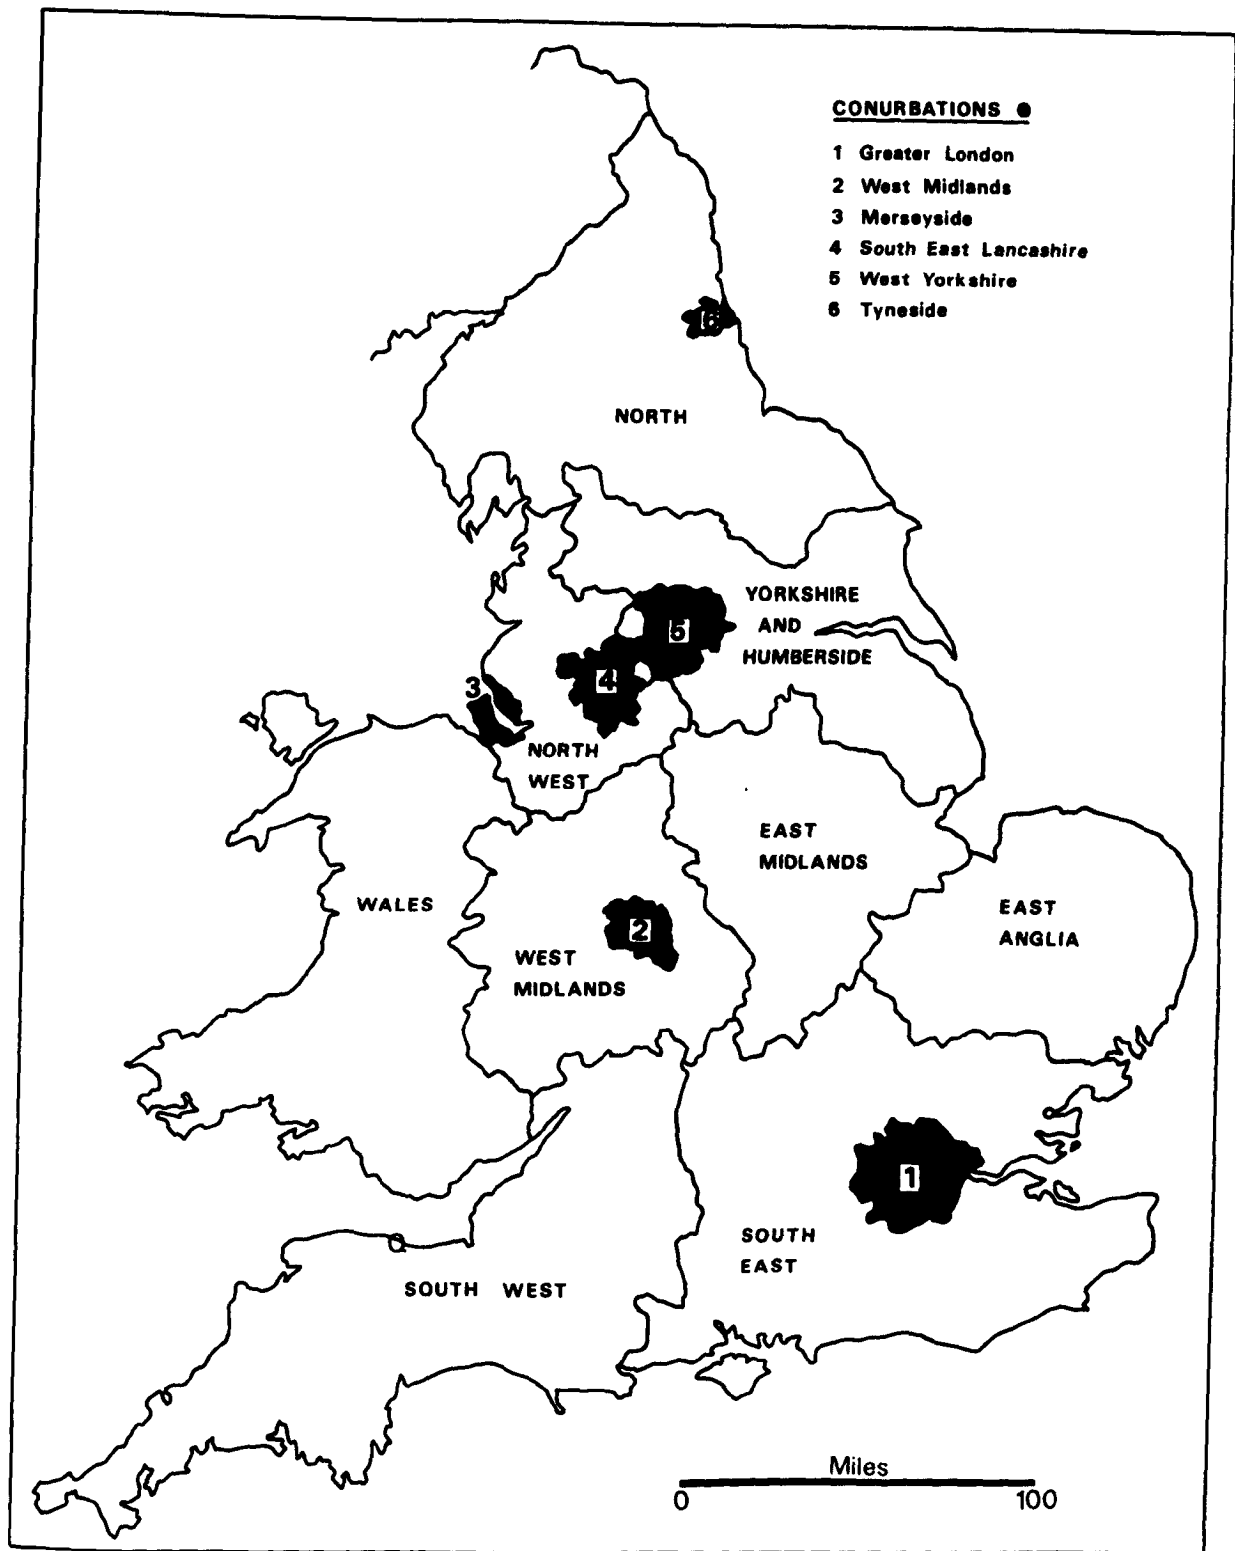 CONURBATIONS ●
1 Greater London
2 West Midlands
3 Merseyside
4 South East Lancashire
5 West Yorkshire
6 Tyneside
6
NORTH
YORKSHIRE
AND
HUMBERSIDE
5
4
3
NORTH
WEST
EAST
MIDLANDS
WALES
EAST
ANGLIA
2
WEST
MIDLANDS
1
SOUTH
EAST
SOUTH WEST
Miles
0 100